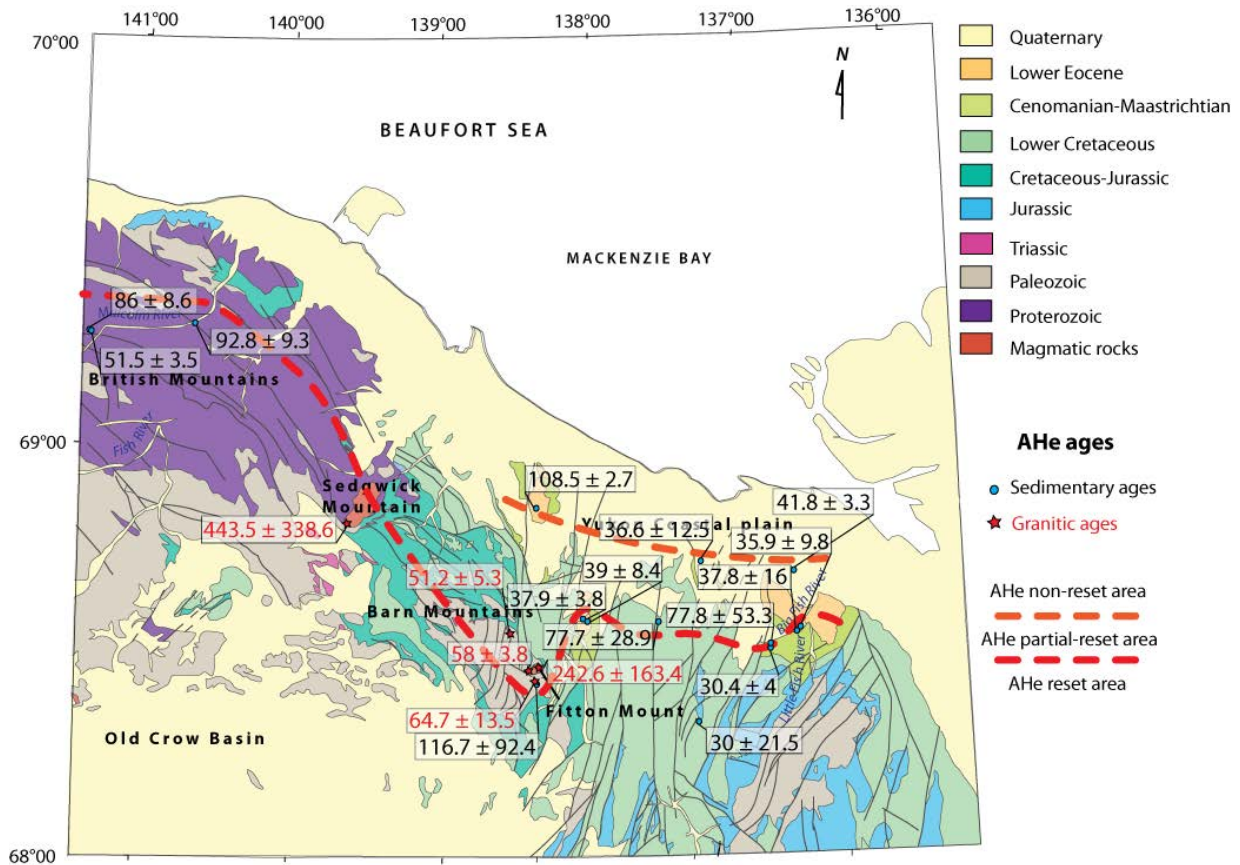 141°00
140°00
139°00
138°00
137°00
136°00
70°00
69°00
68°00
N
BEAUFORT SEA
MACKENZIE BAY
86 ± 8.6
Malcolm River
92.8 ± 9.3
51.5 ± 3.5
British Mountains
Fish River
Sedgwick
Mountain
443.5 ± 338.6
108.5 ± 2.7
41.8 ± 3.3
Coastal plain
36.6 ± 12.5
35.9 ± 9.8
39 ± 8.4
37.8 ± 16
51.2 ± 5.3
37.9 ± 3.8
Barn Mountains
77.8 ± 53.3
Big Fish River
77.7 ± 28.9
58 ± 3.8
242.6 ± 163.4
30.4 ± 4
Little Fish River
64.7 ± 13.5
Fitton Mount
116.7 ± 92.4
30 ± 21.5
Old Crow Basin
Quaternary
Lower Eocene
Cenomanian-Maastrichtian
Lower Cretaceous
Cretaceous-Jurassic
Jurassic
Triassic
Paleozoic
Proterozoic
Magmatic rocks
AHe ages
Sedimentary ages
Granitic ages
AHe non-reset area
AHe partial-reset area
AHe reset area